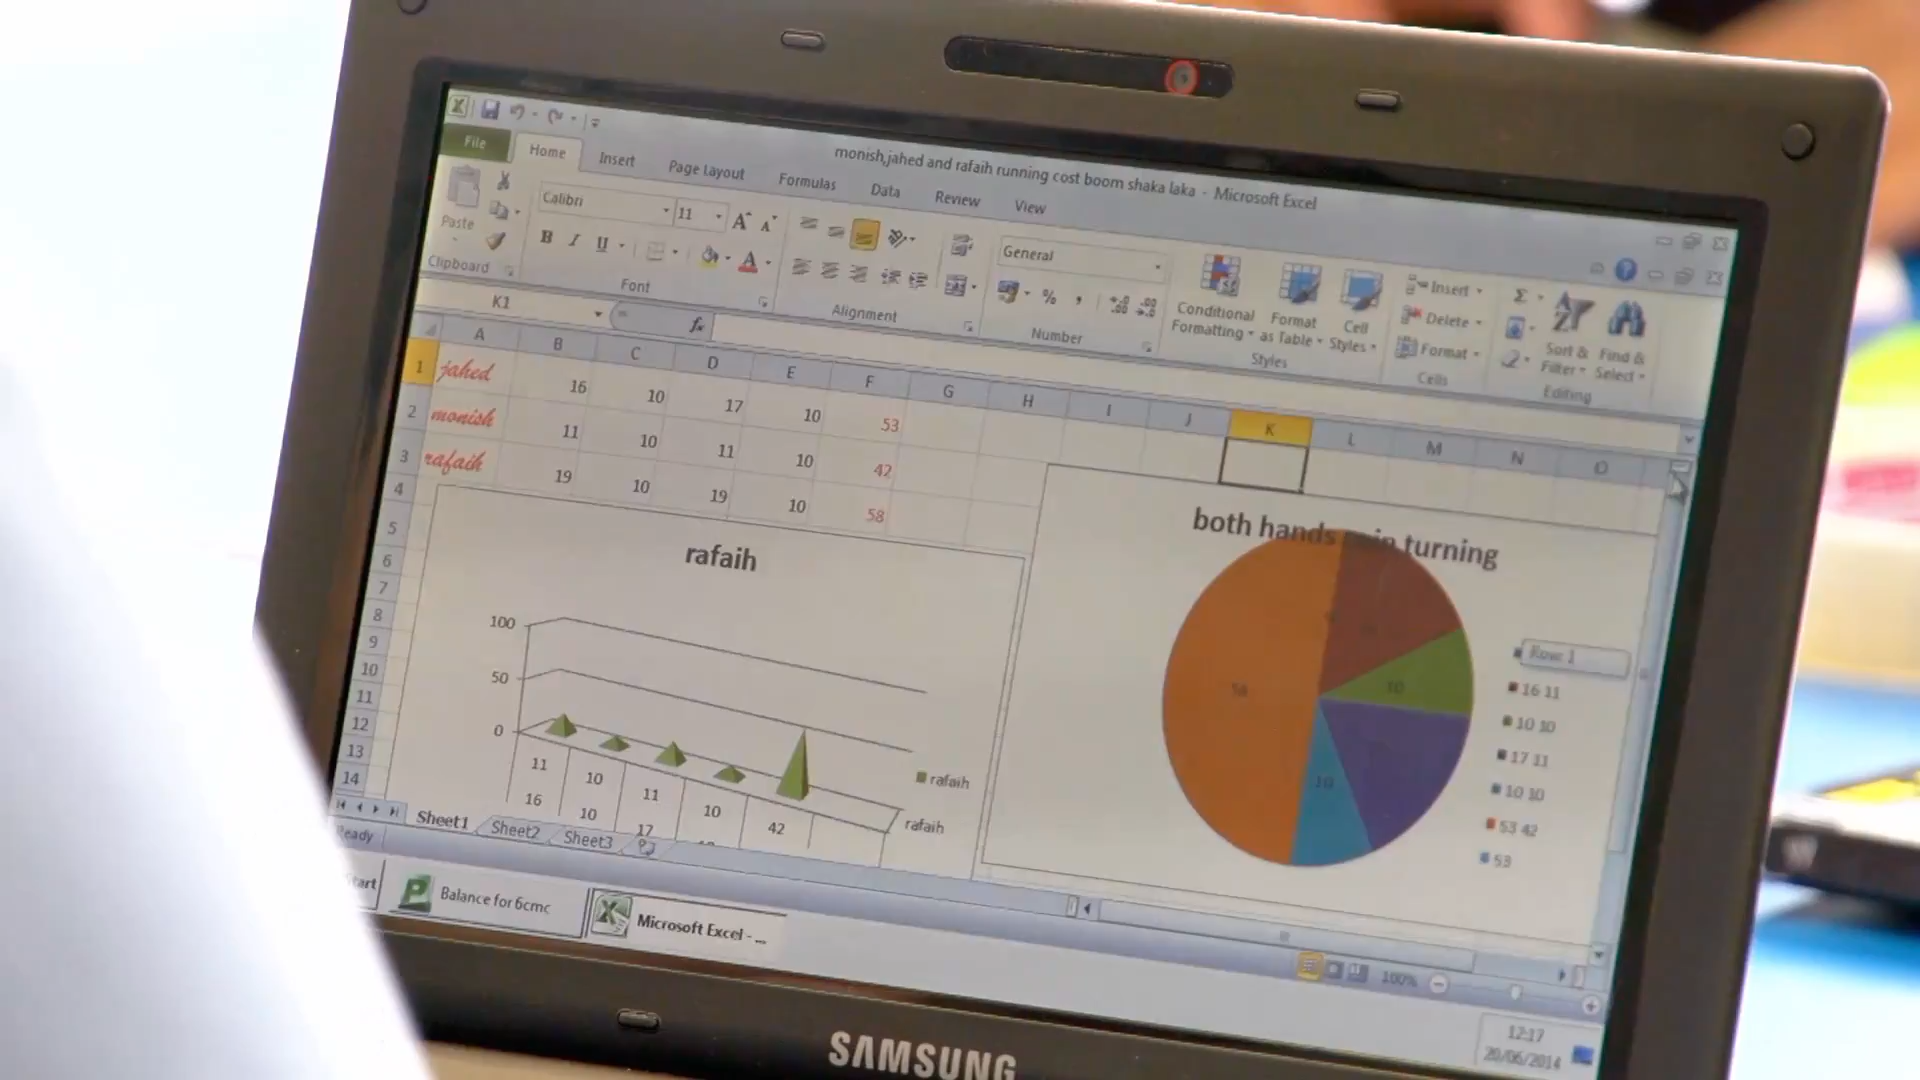 monish,jahed and rafaih running cost boom shaka laka - Microsoft Excel
File Home Insert Page Layout Formulas Data Review View
Paste
Clipboard
Calibri 11
B I U
Font
Alignment
General
%
Number
Conditional Formatting
Format as Table
Cell Styles
Styles
Insert
Delete
Format
Cells
Σ
Sort & Filter
Find & Select
Editing
K1
fx
A B C D E F G H I J K L M N O
1 jahed 16 10 17 10 53
2 monish 11 10 11 10 42
3 rafaih 19 10 19 10 58
4
5
6
7
8
9
10
11
12
13
14
rafaih
100
50
0
11 10 11 10 42
16 10 17
rafaih
rafaih
both hands turning
58
10
10
Row 1
16 11
10 10
17 11
10 10
53 42
53
Sheet1 Sheet2 Sheet3
Ready
100%
Balance for 6cmc
Microsoft Excel - ...
12:17
20/06/2014
SAMSUNG